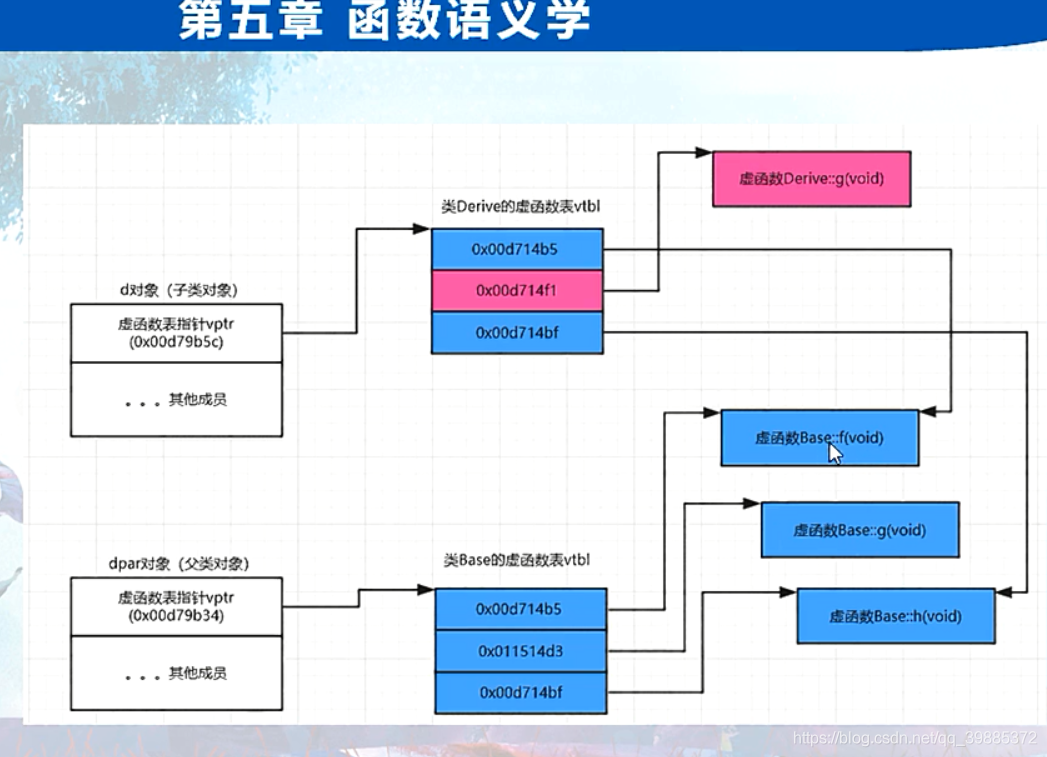 第五章 函数语义学
虚函数Derive::g(void)
类Derive的虚函数表vtbl
0x00d714b5
0x00d714f1
0x00d714bf
d对象（子类对象）
虚函数表指针vptr
(0x00d79b5c)
。。。其他成员
虚函数Base::f(void)
虚函数Base::g(void)
虚函数Base::h(void)
类Base的虚函数表vtbl
0x00d714b5
0x011514d3
0x00d714bf
dpar对象（父类对象）
虚函数表指针vptr
(0x00d79b34)
。。。其他成员
https://blog.csdn.net/qq_39885372